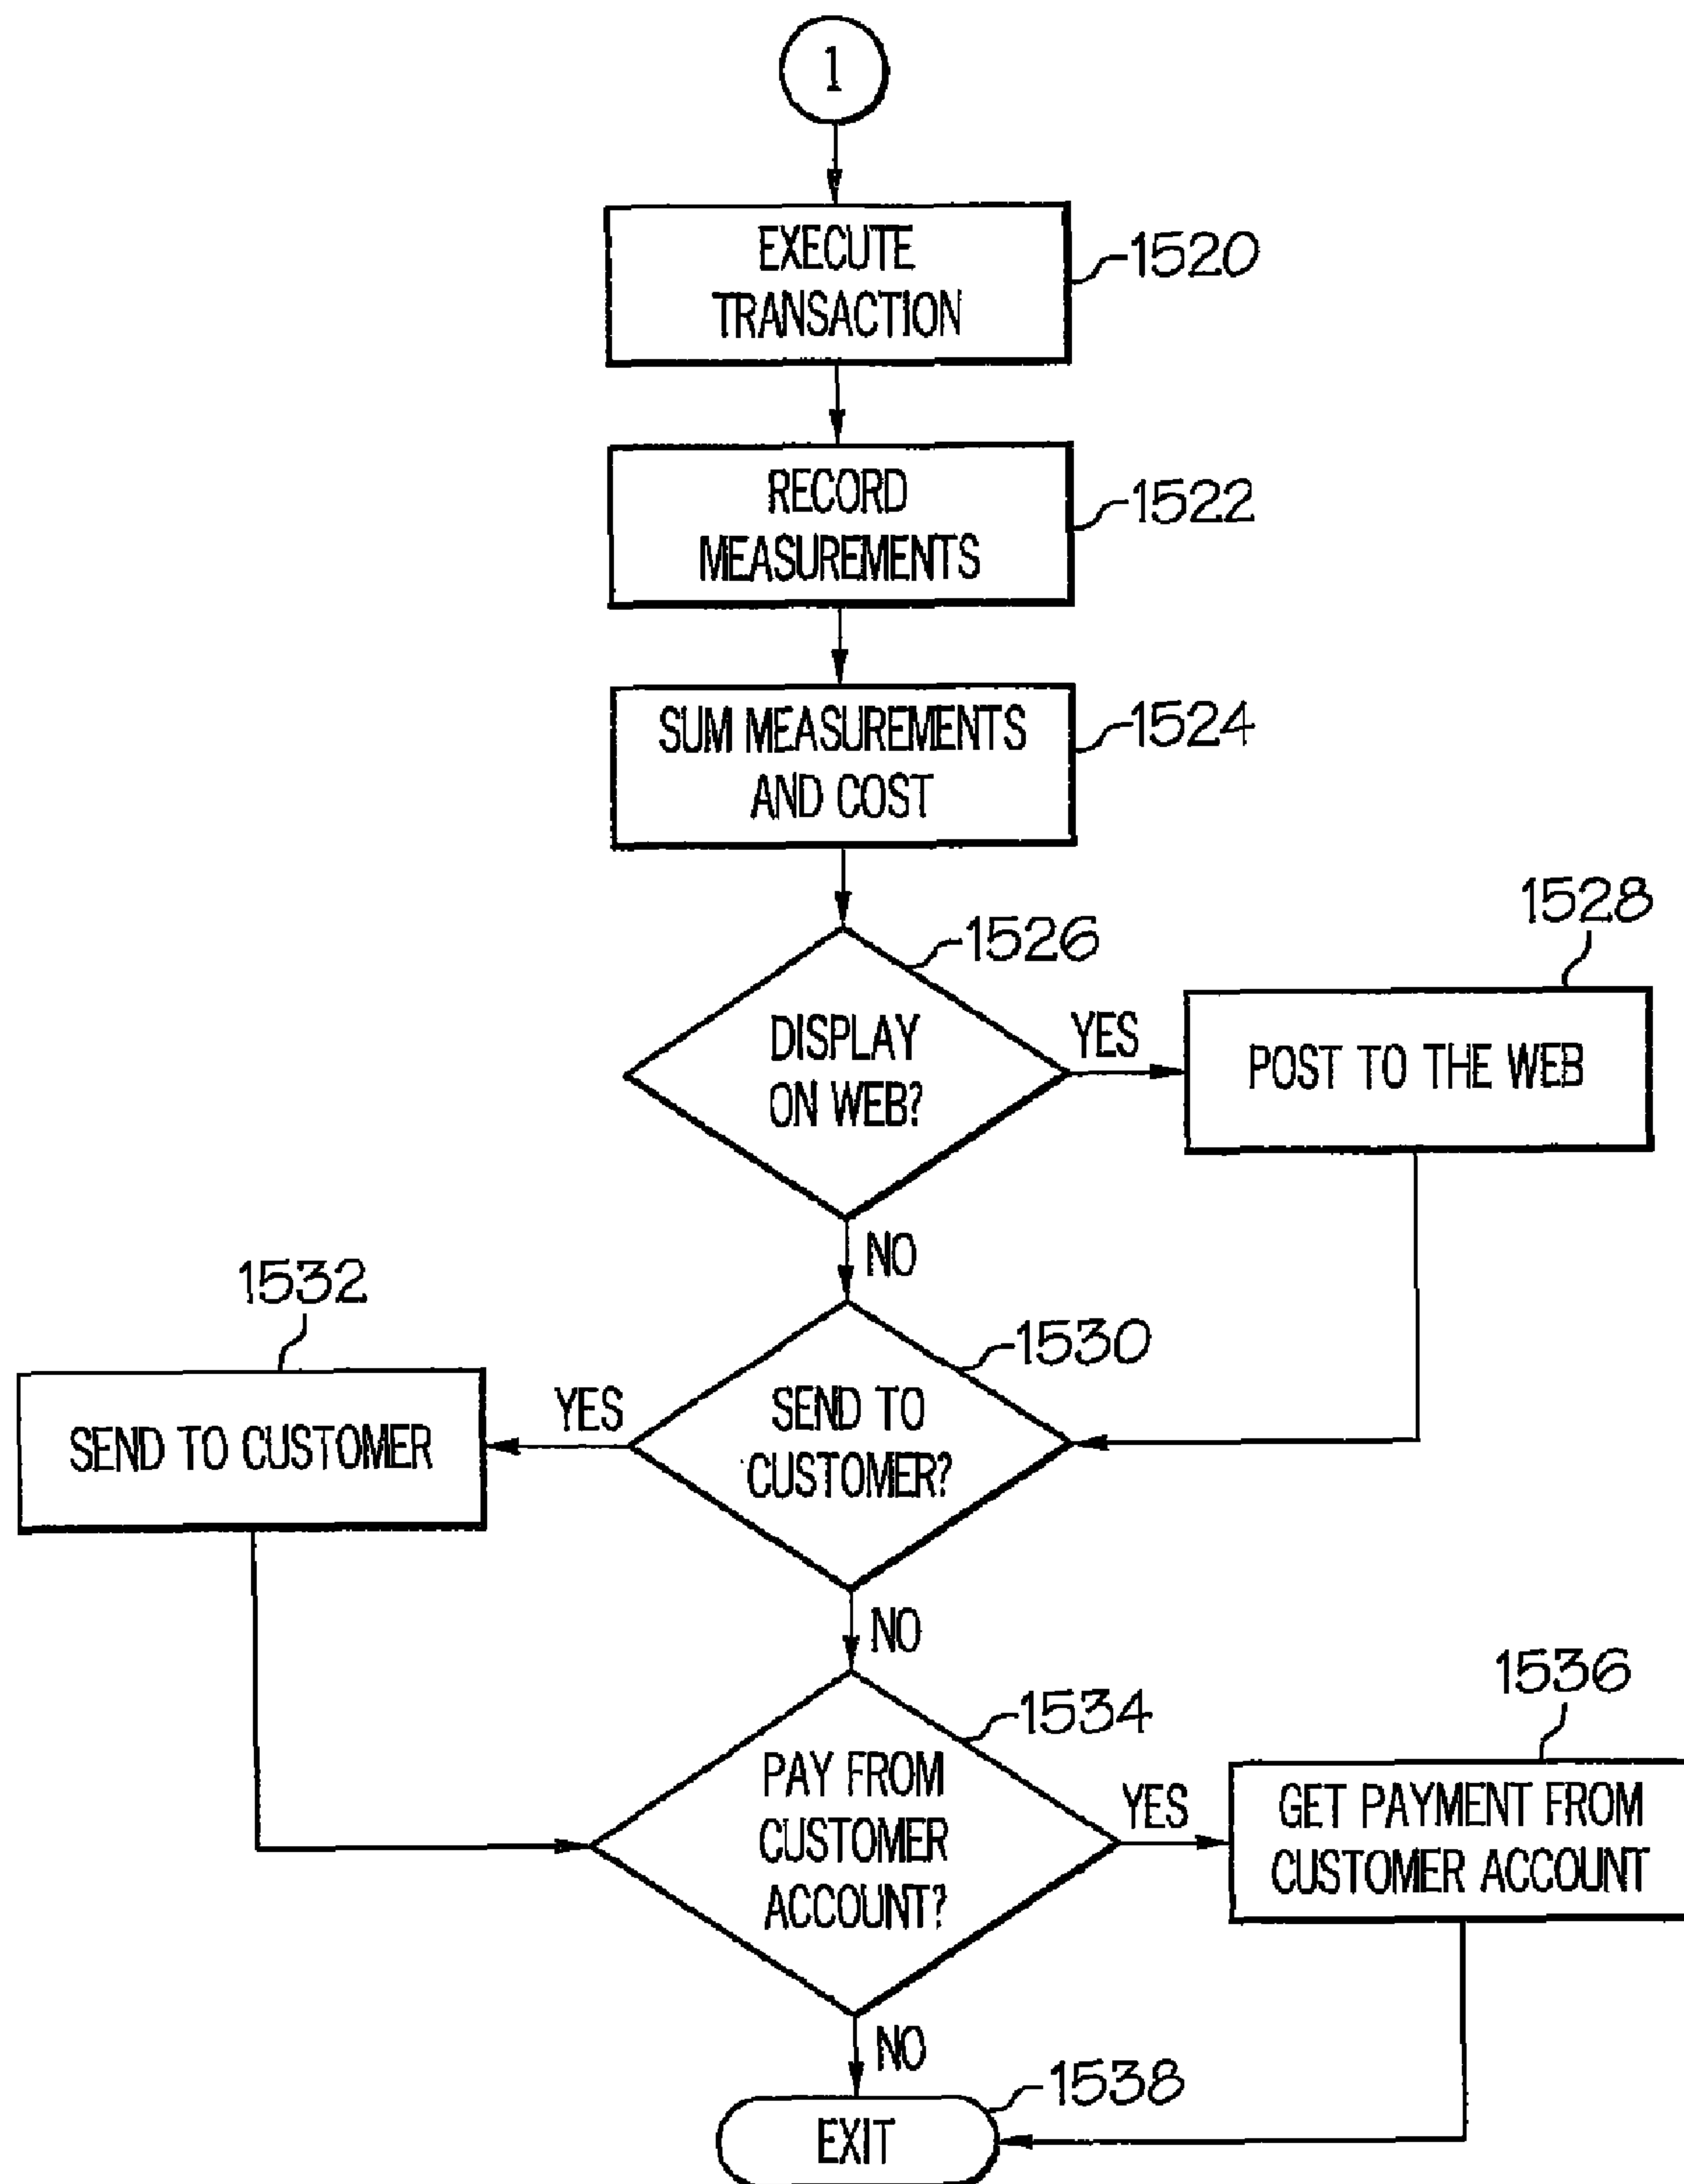 1
EXECUTE
TRANSACTION
1520
RECORD
MEASUREMENTS
1522
SUM MEASUREMENTS
AND COST
1524
1526
1528
DISPLAY
ON WEB?
YES
POST TO THE WEB
NO
1532
1530
SEND TO CUSTOMER
YES
SEND TO
CUSTOMER?
NO
1534
1536
PAY FROM
CUSTOMER
ACCOUNT?
YES
GET PAYMENT FROM
CUSTOMER ACCOUNT
NO
1538
EXIT